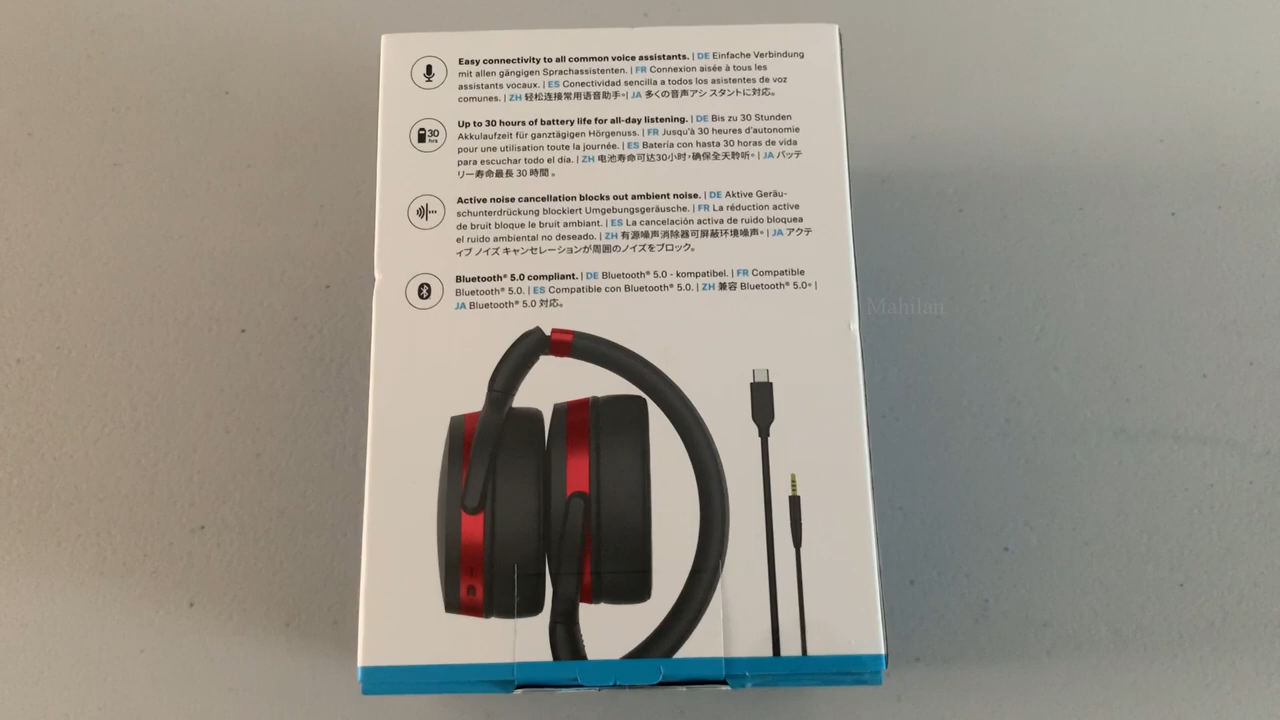 Easy connectivity to all common voice assistants. | DE Einfache Verbindung
mit allen gängigen Sprachassistenten. | FR Connexion aisée à tous les
assistants vocaux. | ES Conectividad sencilla a todos los asistentes de voz
comunes. | ZH 轻松连接常用语音助手。| JA 多くの音声アシ スタントに対応。
30
hrs
Up to 30 hours of battery life for all-day listening. | DE Bis zu 30 Stunden
Akkulaufzeit für ganztägigen Hörgenuss. | FR Jusqu'à 30 heures d'autonomie
pour une utilisation toute la journée. | ES Batería con hasta 30 horas de vida
para escuchar todo el día. | ZH 电池寿命可达30小时，确保全天聆听。| JA バッテ
リー寿命最長 30 時間 。
Active noise cancellation blocks out ambient noise. | DE Aktive Geräu-
schunterdrückung blockiert Umgebungsgeräusche. | FR La réduction active
de bruit bloque le bruit ambiant. | ES La cancelación activa de ruido bloquea
el ruido ambiental no deseado. | ZH 有源噪声消除器可屏蔽环境噪声。| JA アクテ
ィブ ノイズ キャンセレーションが周囲のノイズをブロック。
Bluetooth® 5.0 compliant. | DE Bluetooth® 5.0 - kompatibel. | FR Compatible
Bluetooth® 5.0. | ES Compatible con Bluetooth® 5.0. | ZH 兼容 Bluetooth® 5.0。|
JA Bluetooth® 5.0 対応。
Mahilan